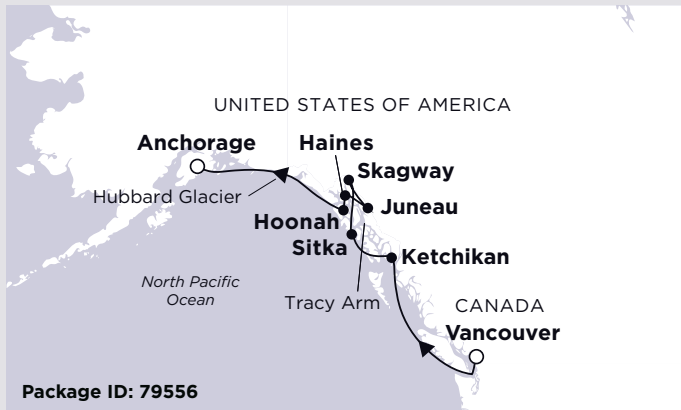 UNITED STATES OF AMERICA
Anchorage
Haines
Skagway
Hubbard Glacier
Juneau
Hoonah
Sitka
Ketchikan
North Pacific
Ocean
Tracy Arm
CANADA
Vancouver
Package ID: 79556